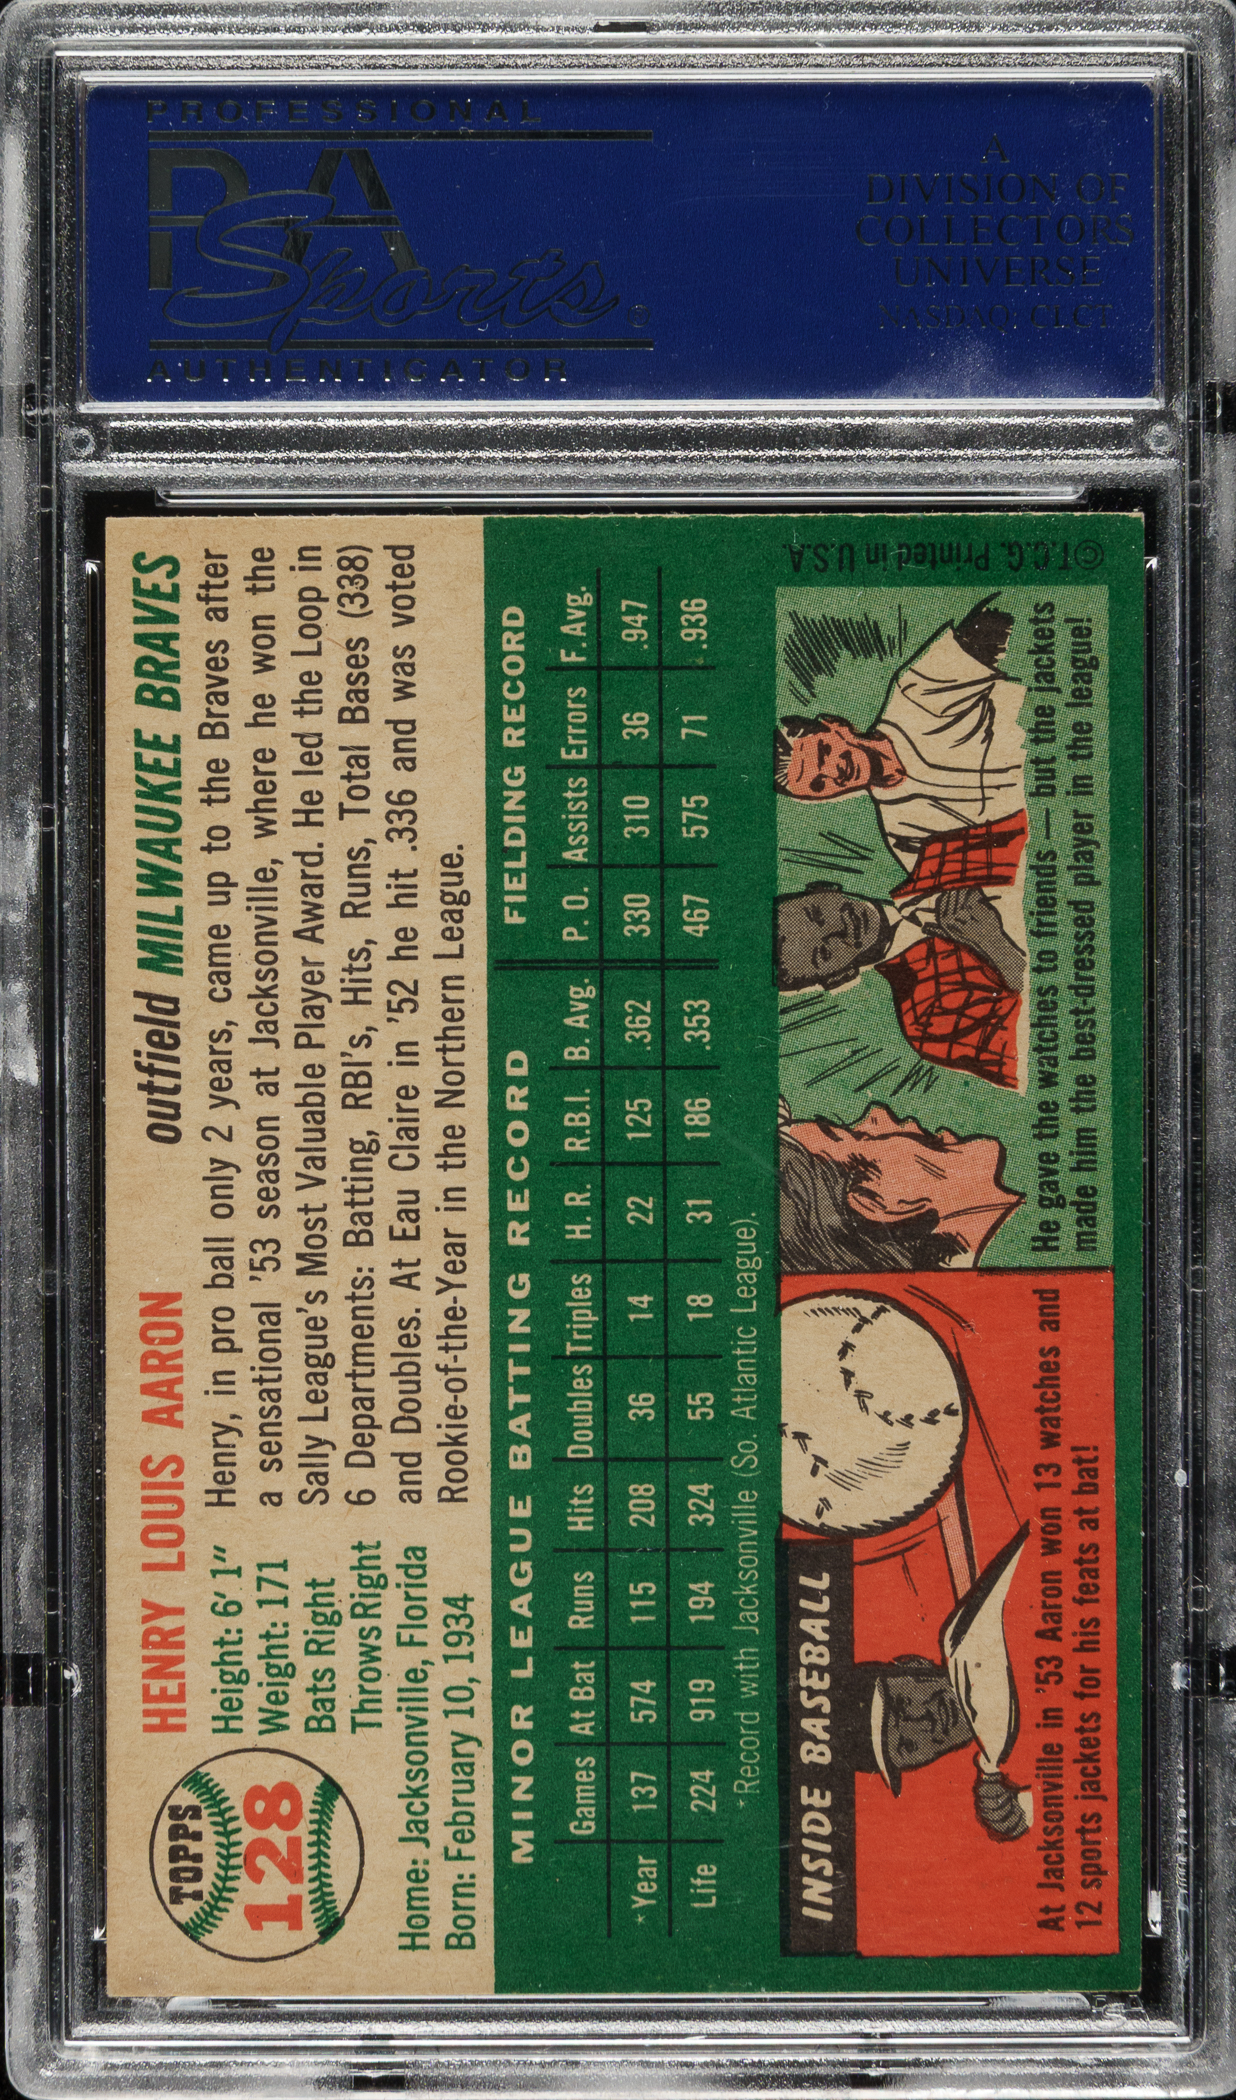 PROFESSIONAL
PSA
Sports®
AUTHENTICATOR
A
DIVISION OF
COLLECTORS
UNIVERSE
NASDAQ: CLCT
TOPPS
128
HENRY LOUIS AARON
outfield MILWAUKEE BRAVES
Height: 6' 1"
Weight: 171
Bats Right
Throws Right
Home: Jacksonville, Florida
Born: February 10, 1934
Henry, in pro ball only 2 years, came up to the Braves after
a sensational '53 season at Jacksonville, where he won the
Sally League's Most Valuable Player Award. He led the Loop in
6 Departments: Batting, RBI's, Hits, Runs, Total Bases (338)
and Doubles. At Eau Claire in '52 he hit .336 and was voted
Rookie-of-the-Year in the Northern League.
MINOR LEAGUE BATTING RECORD FIELDING RECORD
Games At Bat Runs Hits Doubles Triples H. R. R.B.I. B. Avg. P. O. Assists Errors F. Avg.
*Year 137 574 115 208 36 14 22 125 .362 330 310 36 .947
Life 224 919 194 324 55 18 31 186 .353 467 575 71 .936
*Record with Jacksonville (So. Atlantic League).
INSIDE BASEBALL
At Jacksonville in '53 Aaron won 13 watches and
12 sports jackets for his feats at bat!
He gave the watches to friends — but the jackets
made him the best-dressed player in the league!
©T.C.G. Printed in U.S.A.